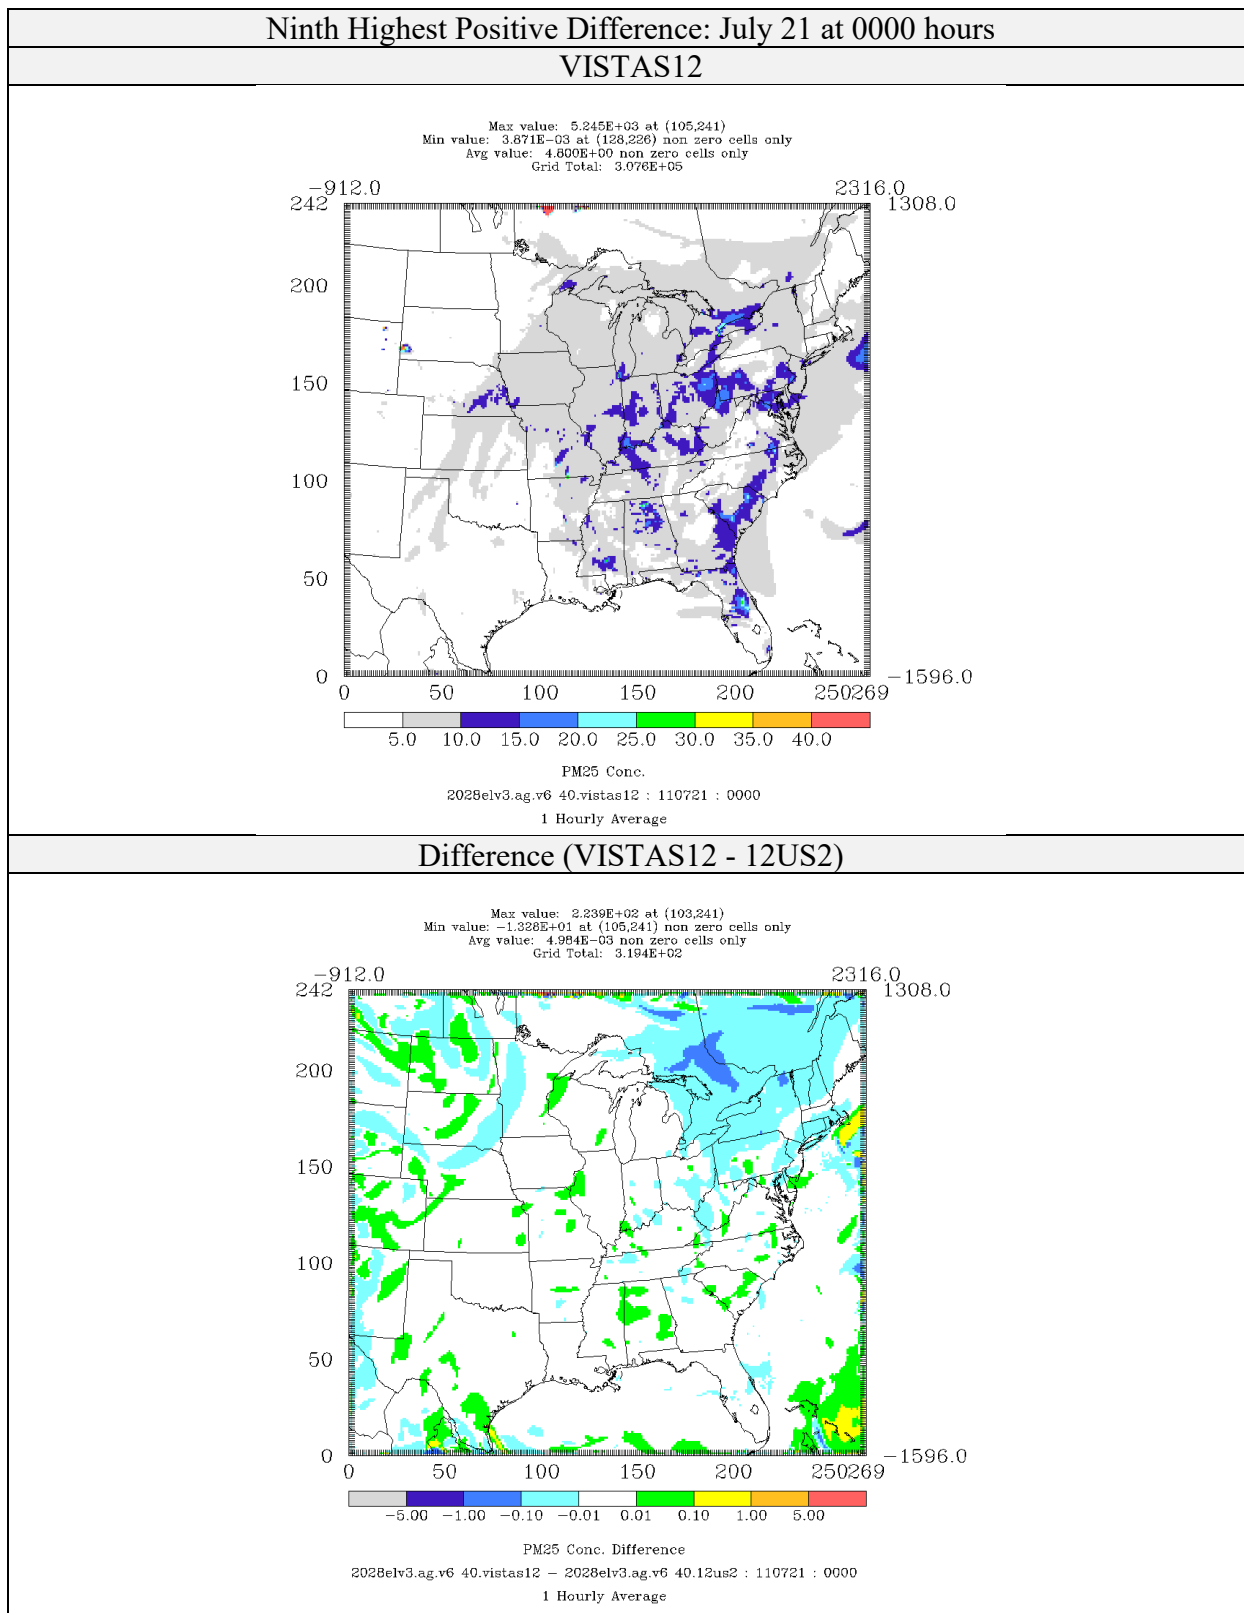 Ninth Highest Positive Difference: July 21 at 0000 hours
VISTAS12
Max value: 5.245E+03 at (105,241)
Min value: 3.871E-03 at (128,226) non zero cells only
Avg value: 4.800E+00 non zero cells only
Grid Total: 3.076E+05
-912.0 2316.0
242 1308.0
200
150
100
50
0 -1596.0
0 50 100 150 200 250269
5.0 10.0 15.0 20.0 25.0 30.0 35.0 40.0
PM25 Conc.
2028elv3.ag.v6 40.vistas12 : 110721 : 0000
1 Hourly Average
Difference (VISTAS12 - 12US2)
Max value: 2.239E+02 at (103,241)
Min value: -1.328E+01 at (105,241) non zero cells only
Avg value: 4.984E-03 non zero cells only
Grid Total: 3.194E+02
-912.0 2316.0
242 1308.0
200
150
100
50
0 -1596.0
0 50 100 150 200 250269
-5.00 -1.00 -0.10 -0.01 0.01 0.10 1.00 5.00
PM25 Conc. Difference
2028elv3.ag.v6 40.vistas12 - 2028elv3.ag.v6 40.12us2 : 110721 : 0000
1 Hourly Average